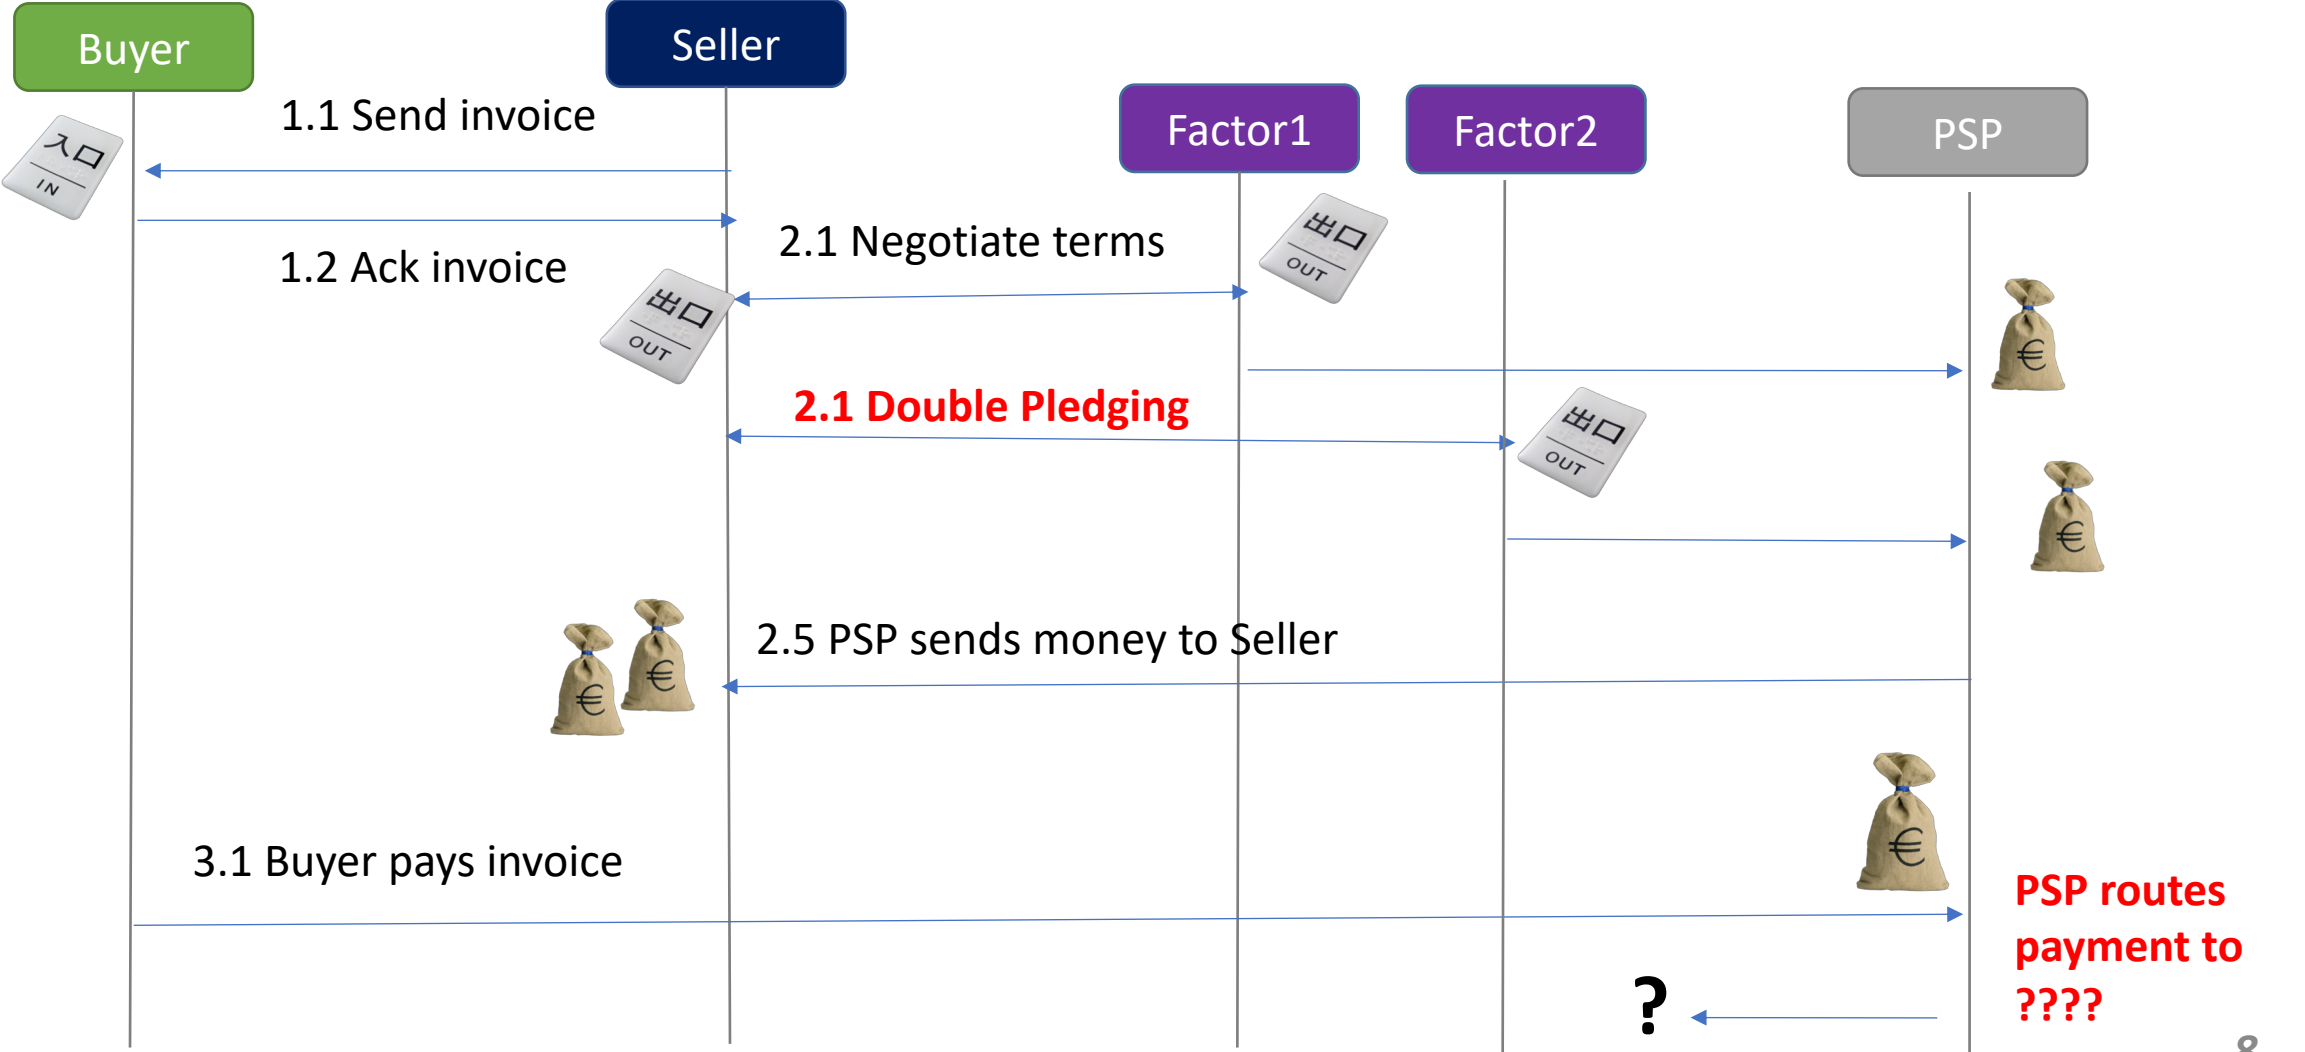 Buyer
Seller
Factor1
Factor2
PSP
1.1 Send invoice
入口
IN
1.2 Ack invoice
2.1 Negotiate terms
出口
OUT
出口
OUT
€
2.1 Double Pledging
出口
OUT
€
2.5 PSP sends money to Seller
€
€
3.1 Buyer pays invoice
€
PSP routes
payment to
????
?
8